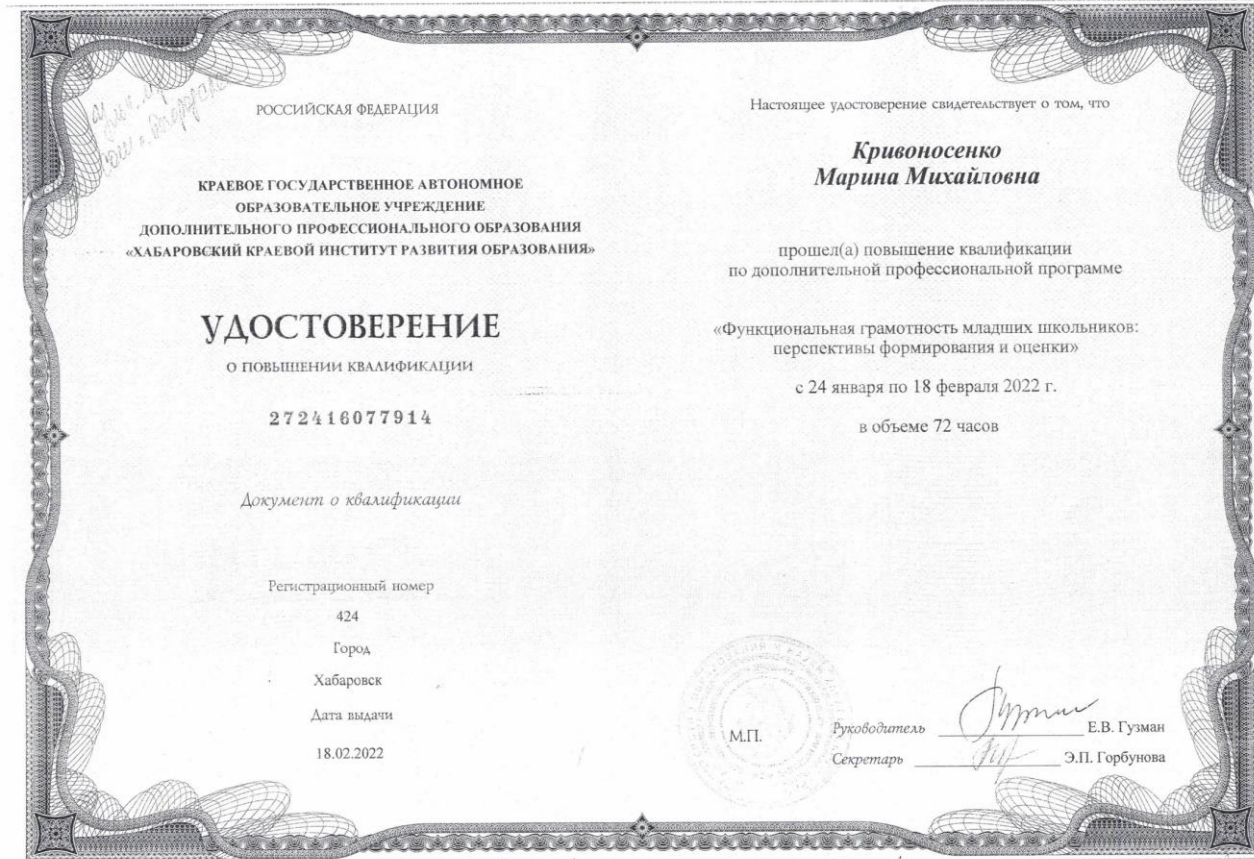 РОССИЙСКАЯ ФЕДЕРАЦИЯ
КРАЕВОЕ ГОСУДАРСТВЕННОЕ АВТОНОМНОЕ
ОБРАЗОВАТЕЛЬНОЕ УЧРЕЖДЕНИЕ
ДОПОЛНИТЕЛЬНОГО ПРОФЕССИОНАЛЬНОГО ОБРАЗОВАНИЯ
«ХАБАРОВСКИЙ КРАЕВОЙ ИНСТИТУТ РАЗВИТИЯ ОБРАЗОВАНИЯ»
УДОСТОВЕРЕНИЕ
О ПОВЫШЕНИИ КВАЛИФИКАЦИИ
272416077914
Документ о квалификации
Регистрационный номер
424
Город
Хабаровск
Дата выдачи
18.02.2022
Настоящее удостоверение свидетельствует о том, что
Кривоносенко
Марина Михайловна
прошел(а) повышение квалификации
по дополнительной профессиональной программе
«Функциональная грамотность младших школьников:
перспективы формирования и оценки»
с 24 января по 18 февраля 2022 г.
в объеме 72 часов
М.П.
Руководитель Е.В. Гузман
Секретарь Э.П. Горбунова